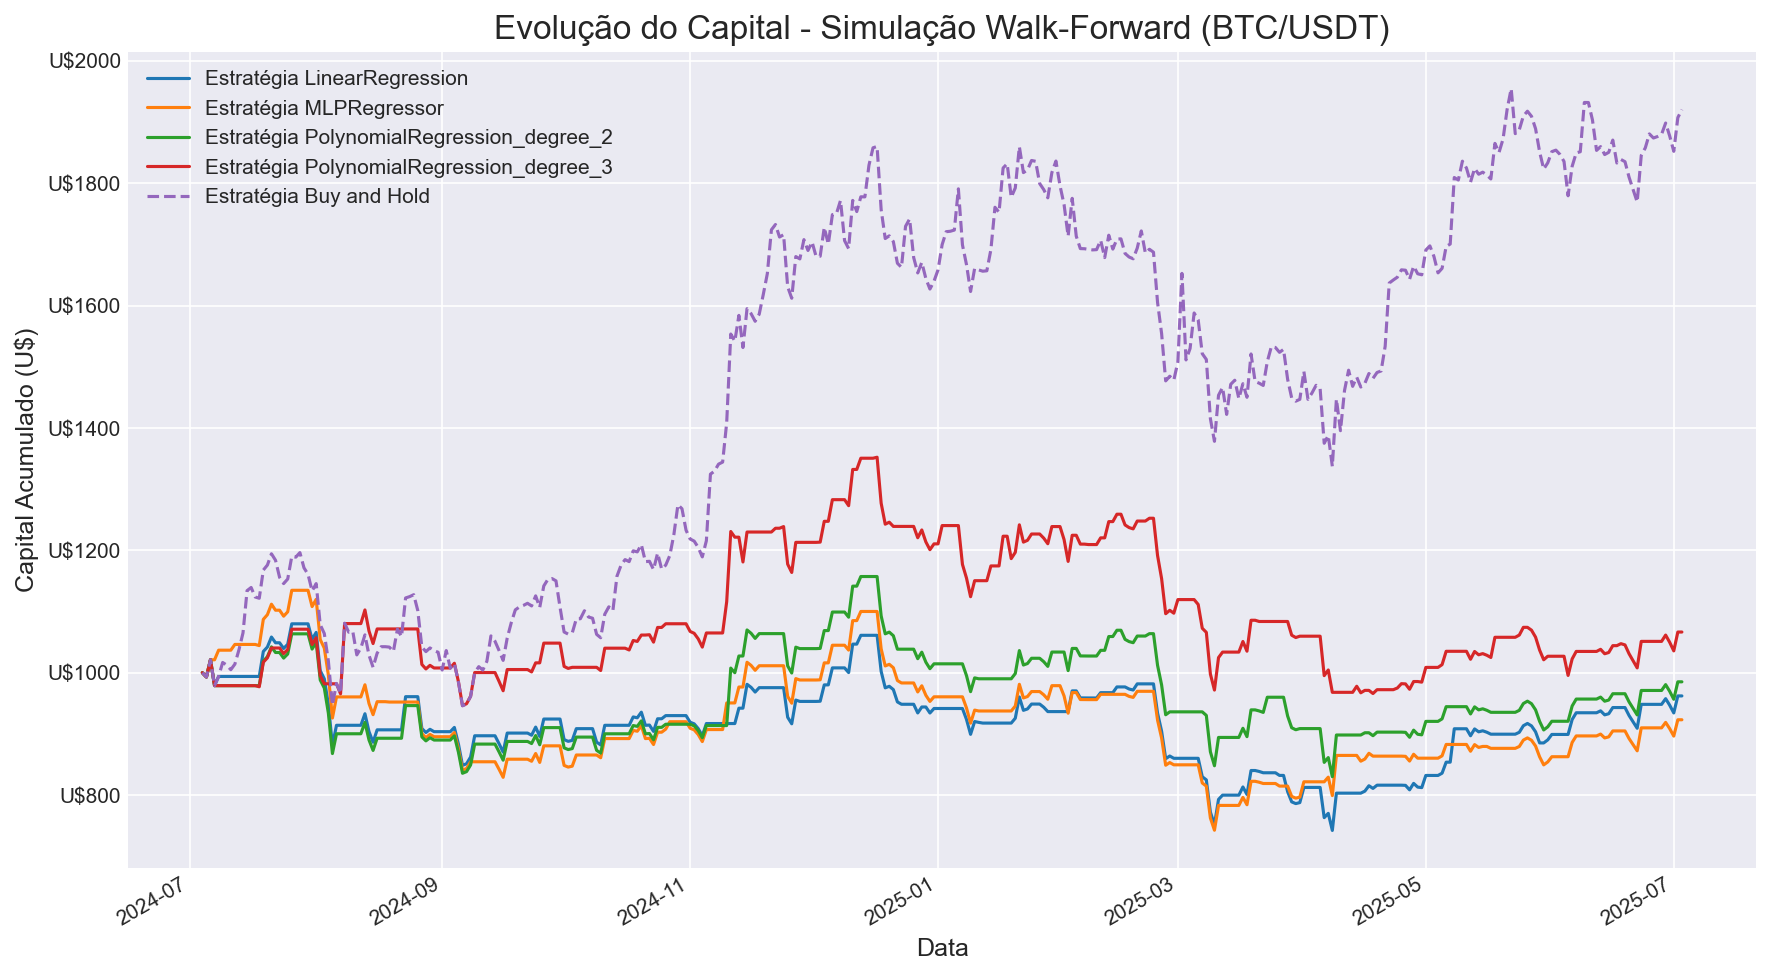 Evolução do Capital - Simulação Walk-Forward (BTC/USDT)
Estratégia LinearRegression
Estratégia MLPRegressor
Estratégia PolynomialRegression_degree_2
Estratégia PolynomialRegression_degree_3
Estratégia Buy and Hold
Capital Acumulado (U$)
U$2000
U$1800
U$1600
U$1400
U$1200
U$1000
U$800
2024-07
2024-09
2024-11
2025-01
2025-03
2025-05
2025-07
Data